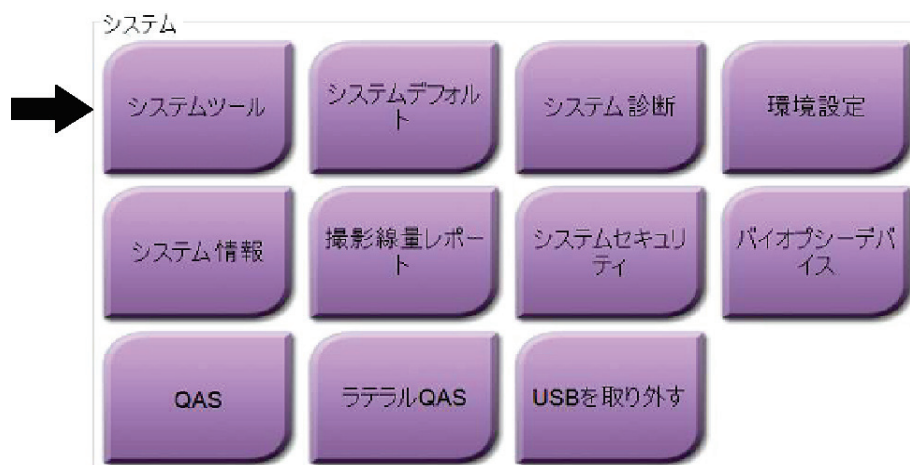 システム
システムツール
システムデフォル
ト
システム診断
環境設定
システム情報
撮影線量レポー
ト
システムセキュリ
ティ
バイオプシーデバ
イス
QAS
ラテラルQAS
USBを取り外す